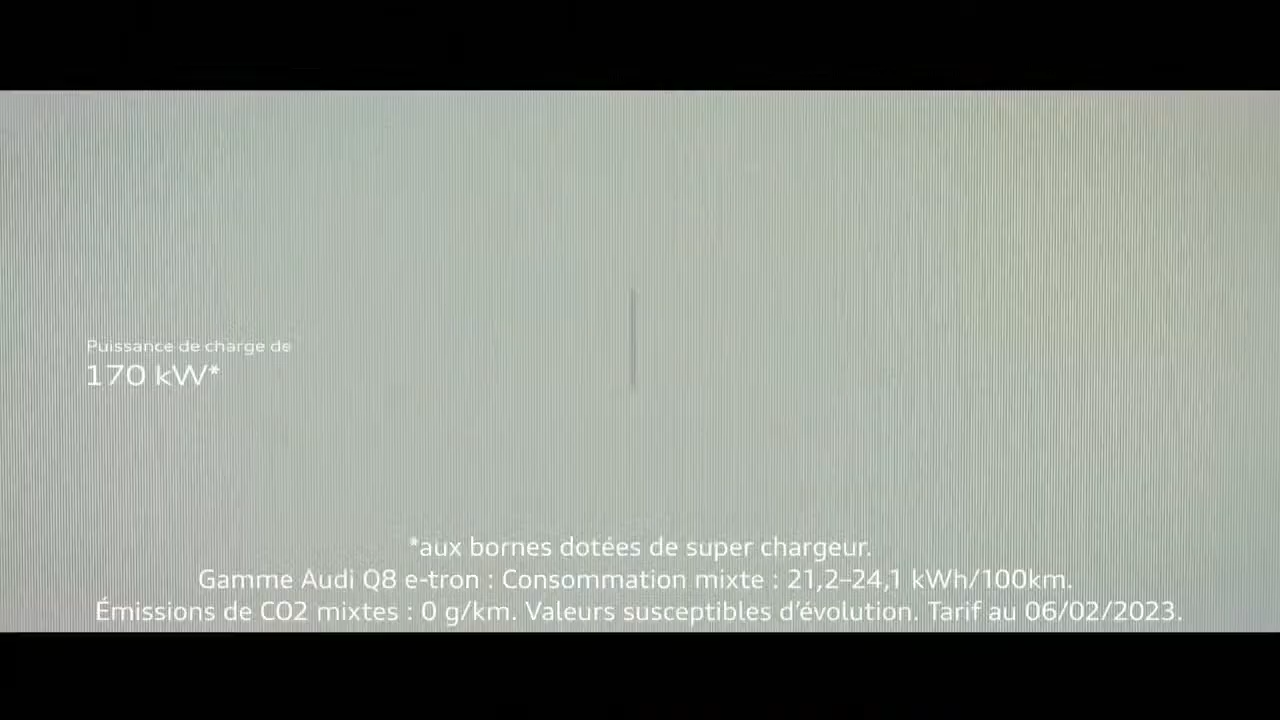 Puissance de charge de
170 kW*
*aux bornes dotées de super chargeur.
Gamme Audi Q8 e-tron : Consommation mixte : 21,2–24,1 kWh/100km.
Émissions de CO2 mixtes : 0 g/km. Valeurs susceptibles d’évolution. Tarif au 06/02/2023.